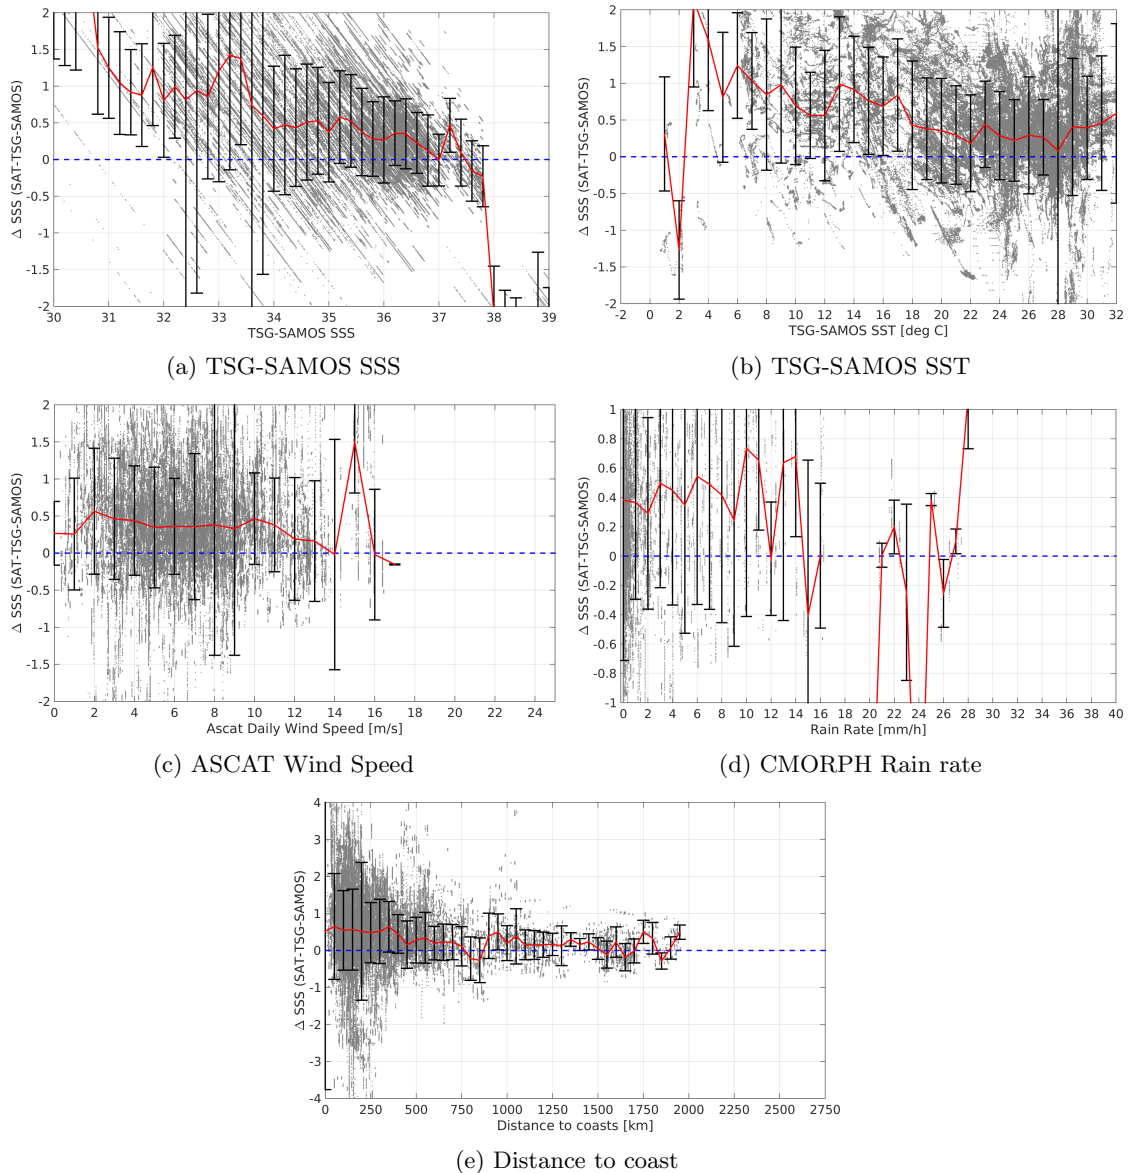 2
1.5
1
0.5
0
-0.5
-1
-1.5
-2
Δ SSS (SAT-TSG-SAMOS)
30 31 32 33 34 35 36 37 38 39
TSG-SAMOS SSS
(a) TSG-SAMOS SSS
2
1.5
1
0.5
0
-0.5
-1
-1.5
-2
Δ SSS (SAT-TSG-SAMOS)
-2 0 2 4 6 8 10 12 14 16 18 20 22 24 26 28 30 32
TSG-SAMOS SST [deg C]
(b) TSG-SAMOS SST
2
1.5
1
0.5
0
-0.5
-1
-1.5
-2
Δ SSS (SAT-TSG-SAMOS)
0 2 4 6 8 10 12 14 16 18 20 22 24
Ascat Daily Wind Speed [m/s]
(c) ASCAT Wind Speed
1
0.8
0.6
0.4
0.2
0
-0.2
-0.4
-0.6
-0.8
-1
Δ SSS (SAT-TSG-SAMOS)
0 2 4 6 8 10 12 14 16 18 20 22 24 26 28 30 32 34 36 38 40
Rain Rate [mm/h]
(d) CMORPH Rain rate
4
3
2
1
0
-1
-2
-3
-4
Δ SSS (SAT-TSG-SAMOS)
0 250 500 750 1000 1250 1500 1750 2000 2250 2500 2750
Distance to coasts [km]
(e) Distance to coast